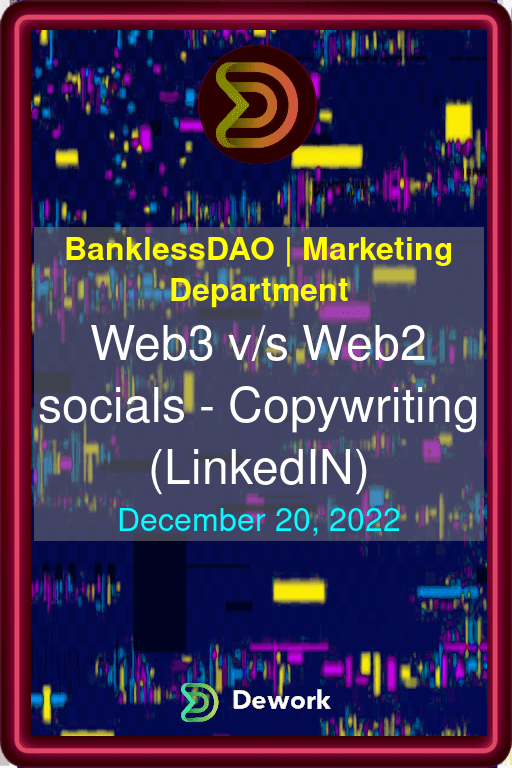 BanklessDAO | Marketing
Department
Web3 v/s Web2
socials - Copywriting
(LinkedIN)
December 20, 2022
Dework